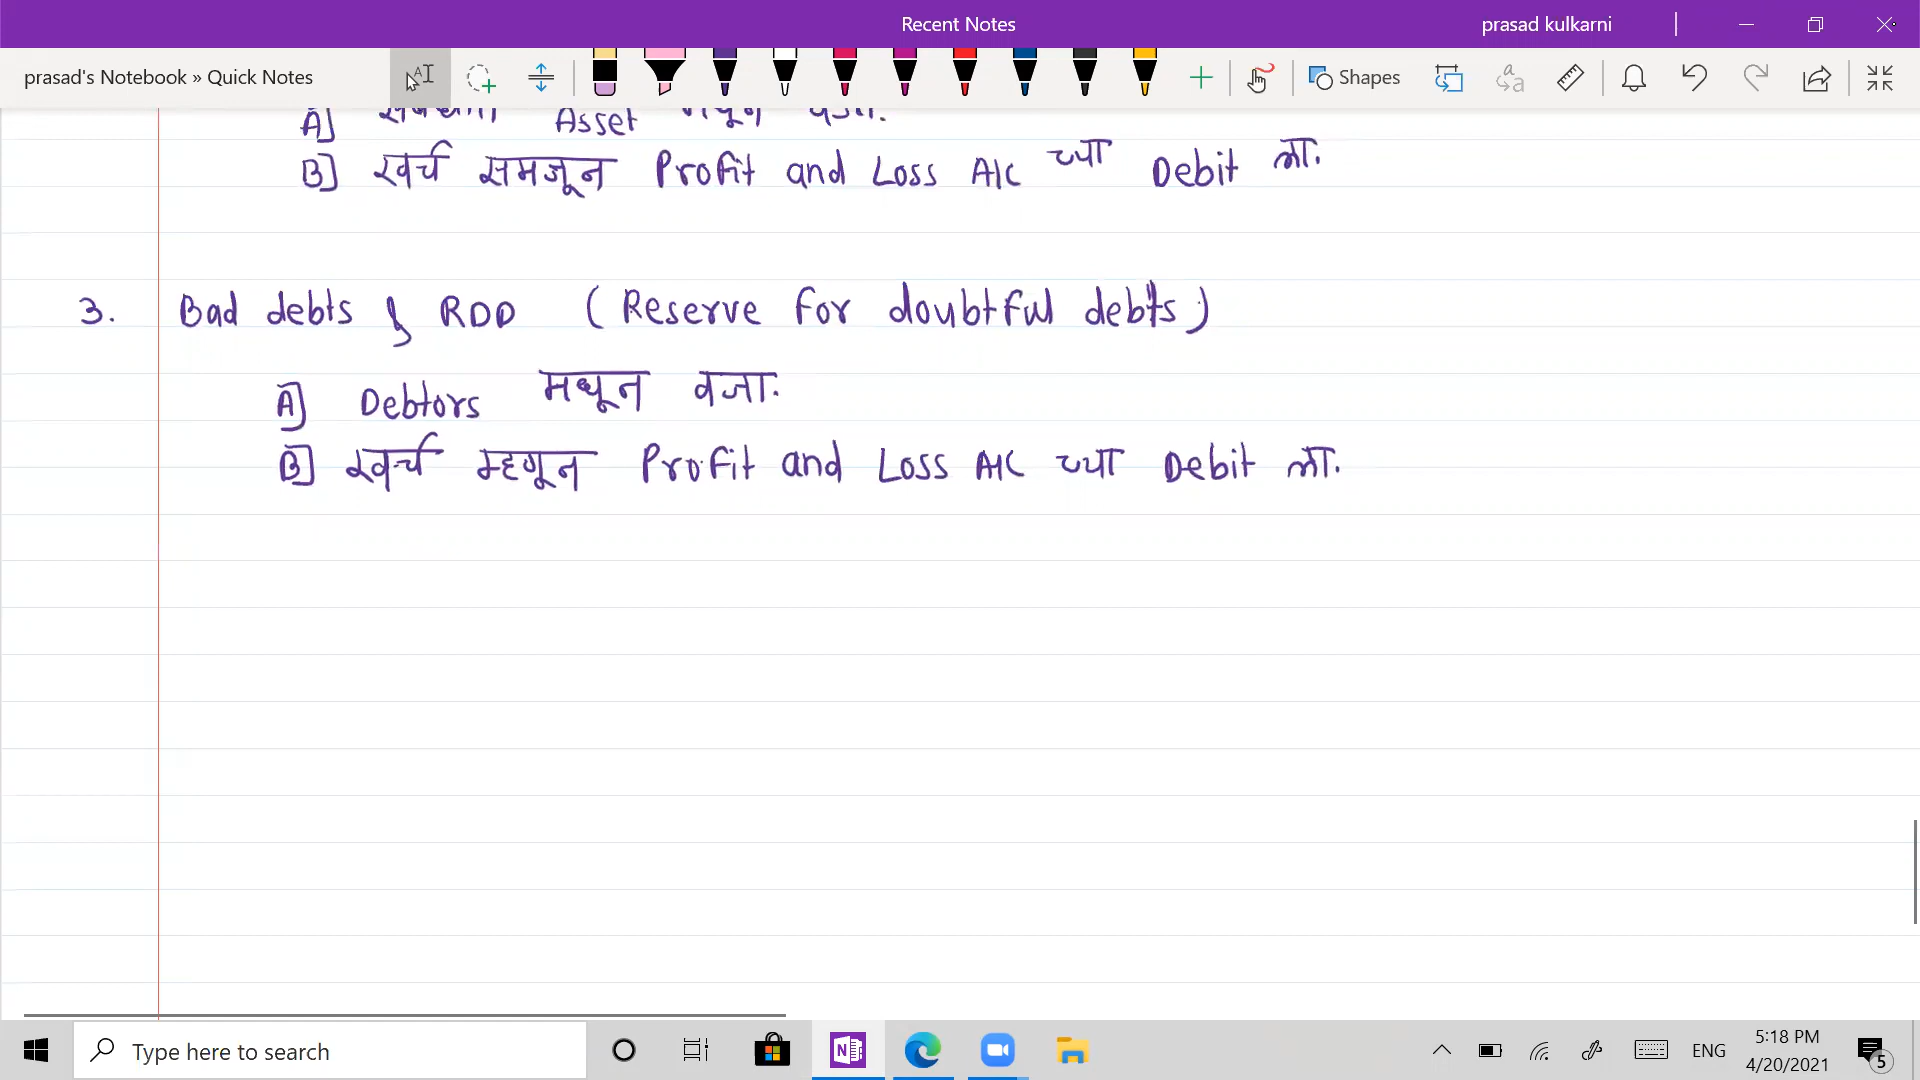 Recent Notes
prasad kulkarni
prasad's Notebook » Quick Notes
Shapes
A] Asset
B] खर्च समजून Profit and Loss A/C च्या Debit ला.
3. Bad debts & RDD (Reserve for doubtful debts)
A] Debtors मधून वजा.
B] खर्च म्हणून Profit and Loss A/C च्या Debit ला.
Type here to search
ENG
5:18 PM
4/20/2021
5